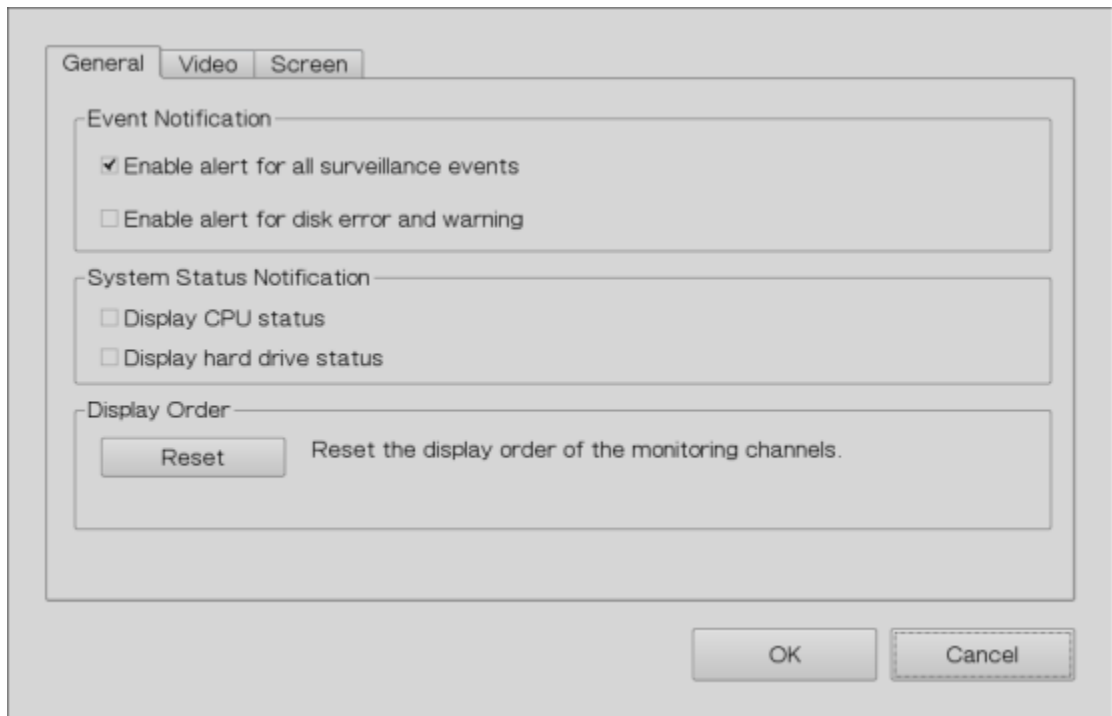 General Video Screen
Event Notification
Enable alert for all surveillance events
Enable alert for disk error and warning
System Status Notification
Display CPU status
Display hard drive status
Display Order
Reset Reset the display order of the monitoring channels.
OK Cancel